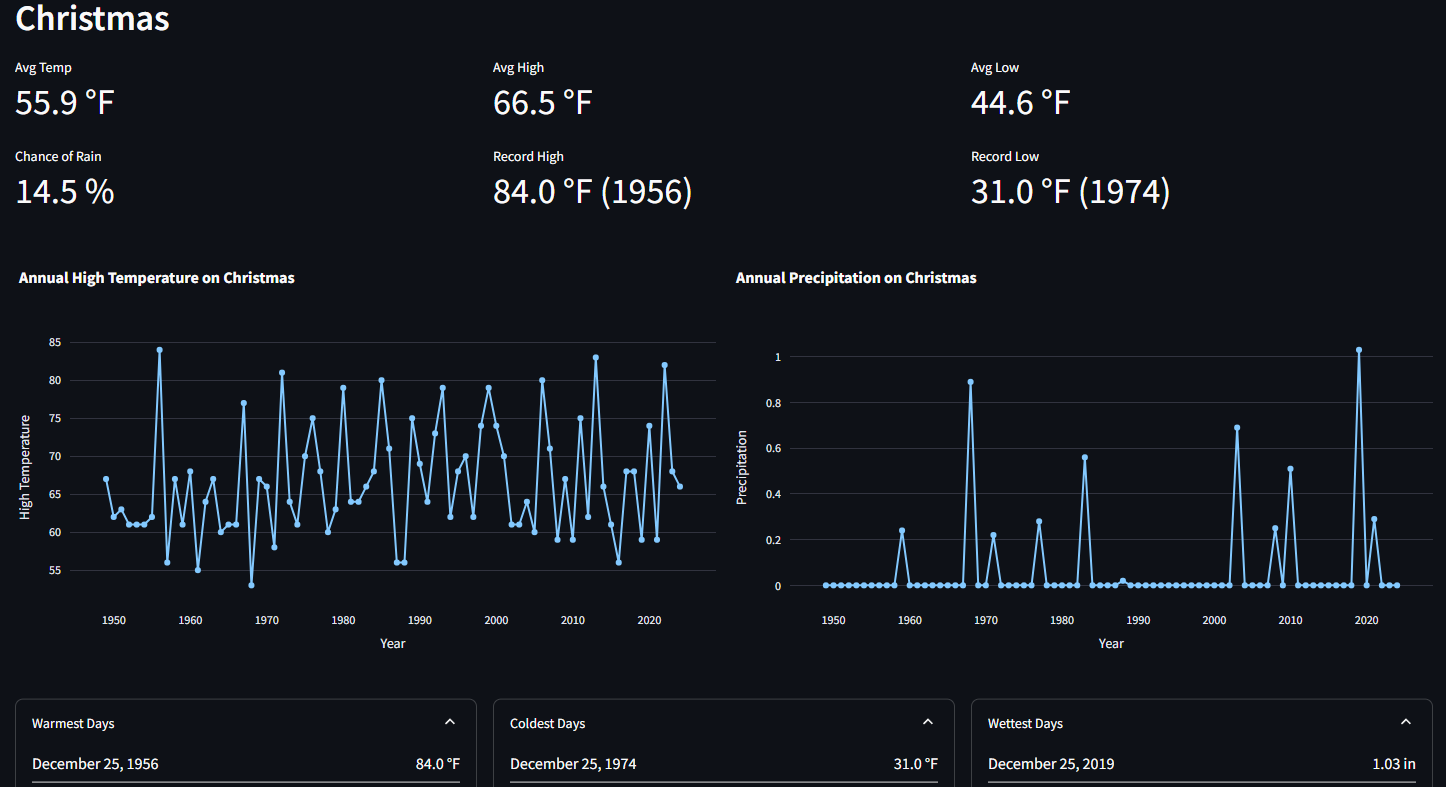 Christmas
Avg Temp
55.9 °F
Avg High
66.5 °F
Avg Low
44.6 °F
Chance of Rain
14.5 %
Record High
84.0 °F (1956)
Record Low
31.0 °F (1974)
Annual High Temperature on Christmas
85
80
75
70
65
60
55
High Temperature
1950 1960 1970 1980 1990 2000 2010 2020
Year
Annual Precipitation on Christmas
1
0.8
0.6
0.4
0.2
0
Precipitation
1950 1960 1970 1980 1990 2000 2010 2020
Year
Warmest Days
December 25, 1956 84.0 °F
Coldest Days
December 25, 1974 31.0 °F
Wettest Days
December 25, 2019 1.03 in